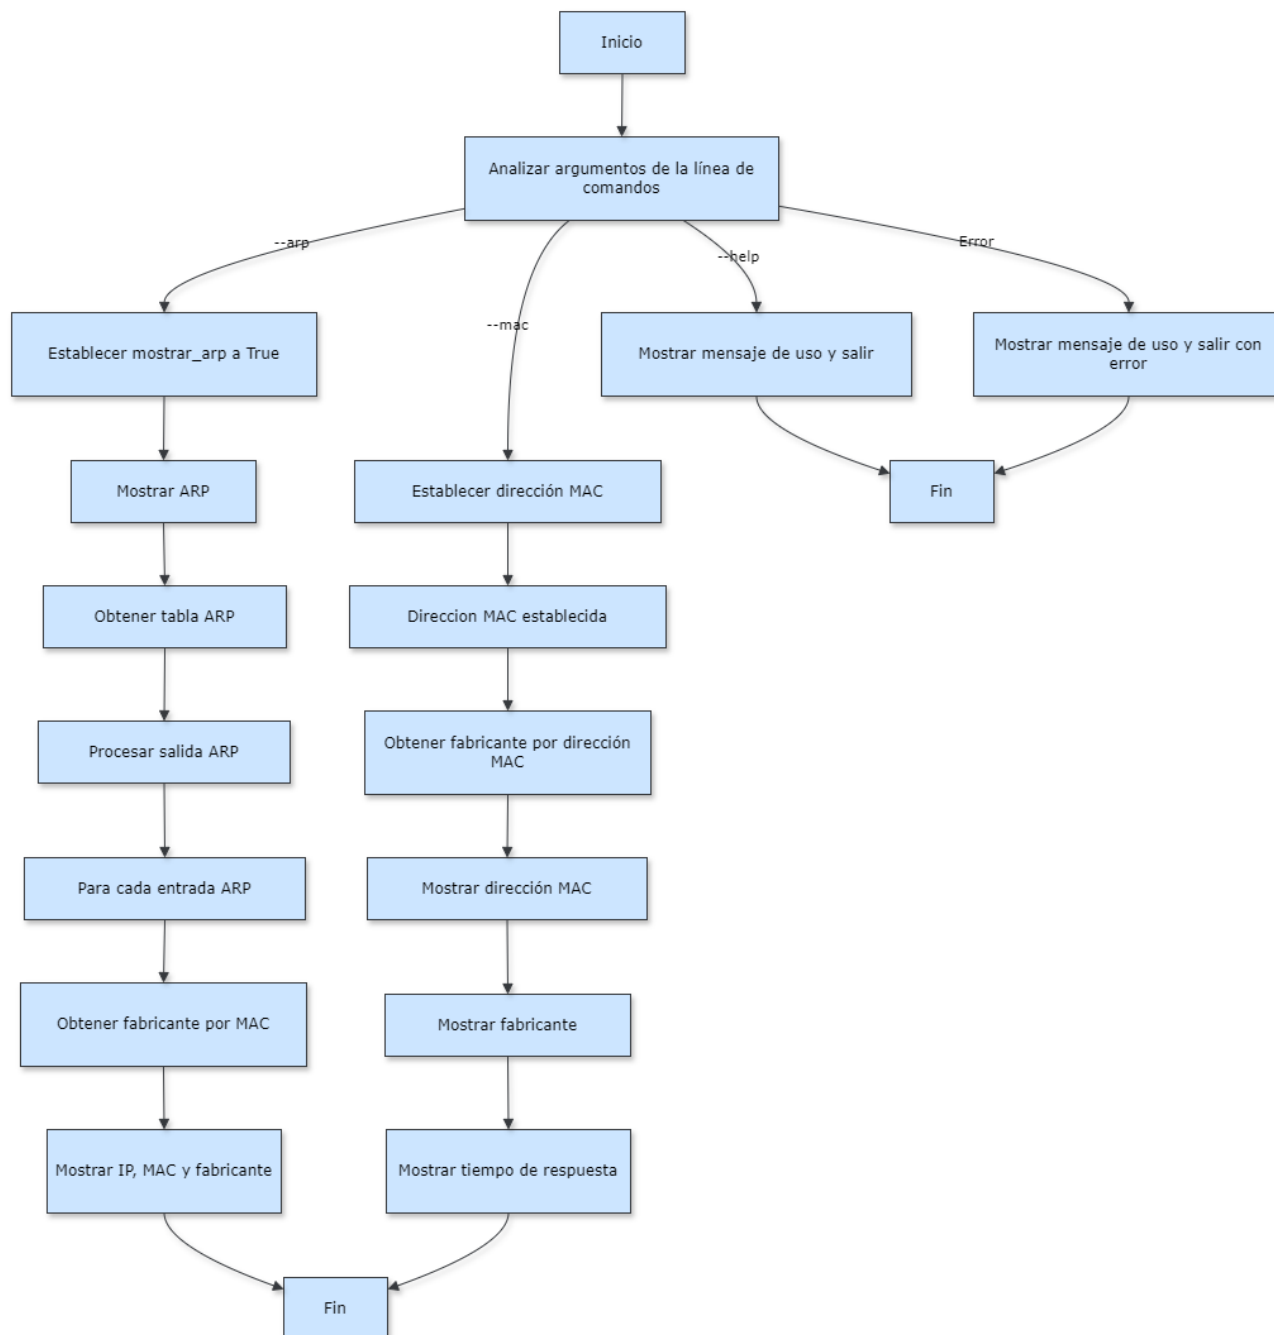 Inicio
Analizar argumentos de la línea de
comandos
--arp
--mac
--help
Error
Establecer mostrar_arp a True
Mostrar mensaje de uso y salir
Mostrar mensaje de uso y salir con
error
Mostrar ARP
Establecer dirección MAC
Fin
Obtener tabla ARP
Direccion MAC establecida
Procesar salida ARP
Obtener fabricante por dirección
MAC
Para cada entrada ARP
Mostrar dirección MAC
Obtener fabricante por MAC
Mostrar fabricante
Mostrar IP, MAC y fabricante
Mostrar tiempo de respuesta
Fin